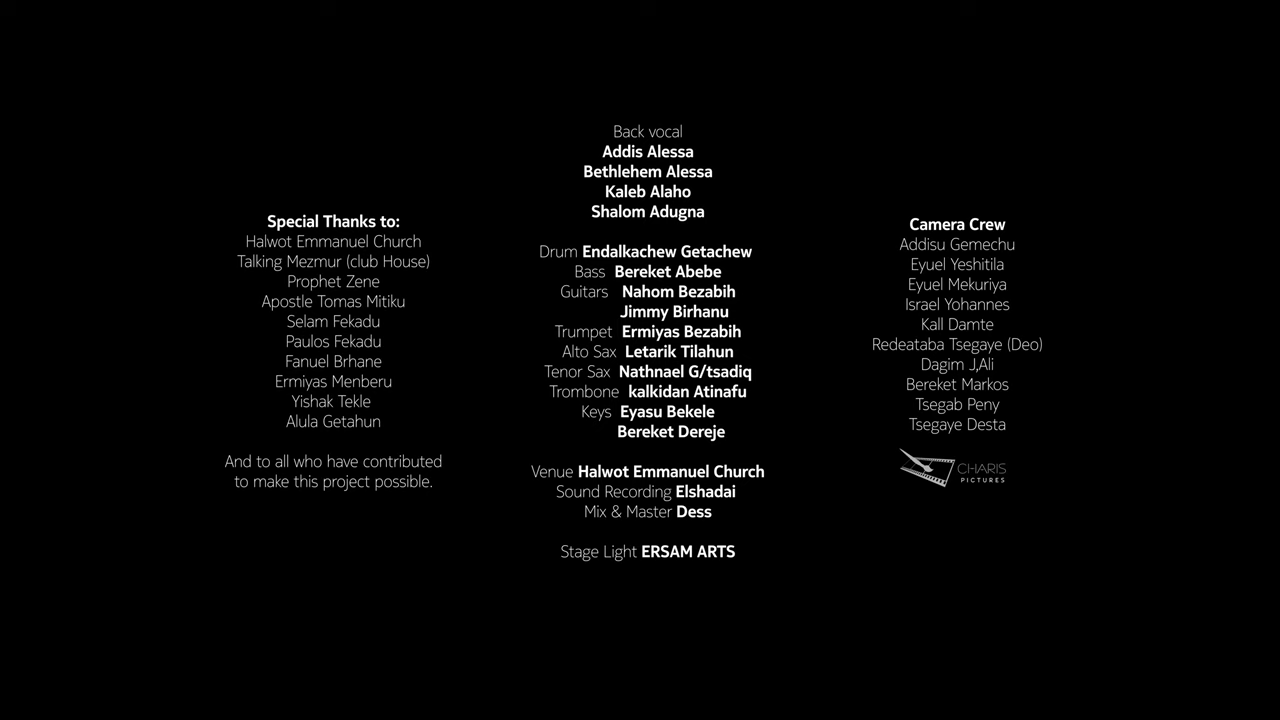 Special Thanks to:
Halwot Emmanuel Church
Talking Mezmur (club House)
Prophet Zene
Apostle Tomas Mitiku
Selam Fekadu
Paulos Fekadu
Fanuel Brhane
Ermiyas Menberu
Yishak Tekle
Alula Getahun
And to all who have contributed
to make this project possible.
Back vocal
Addis Alessa
Bethlehem Alessa
Kaleb Alaho
Shalom Adugna
Drum Endalkachew Getachew
Bass Bereket Abebe
Guitars Nahom Bezabih
Jimmy Birhanu
Trumpet Ermiyas Bezabih
Alto Sax Letarik Tilahun
Tenor Sax Nathnael G/tsadiq
Trombone kalkidan Atinafu
Keys Eyasu Bekele
Bereket Dereje
Venue Halwot Emmanuel Church
Sound Recording Elshadai
Mix & Master Dess
Stage Light ERSAM ARTS
Camera Crew
Addisu Gemechu
Eyuel Yeshitila
Eyuel Mekuriya
Israel Yohannes
Kall Damte
Redeataba Tsegaye (Deo)
Dagim J,Ali
Bereket Markos
Tsegab Peny
Tsegaye Desta
CHARIS
PICTURES